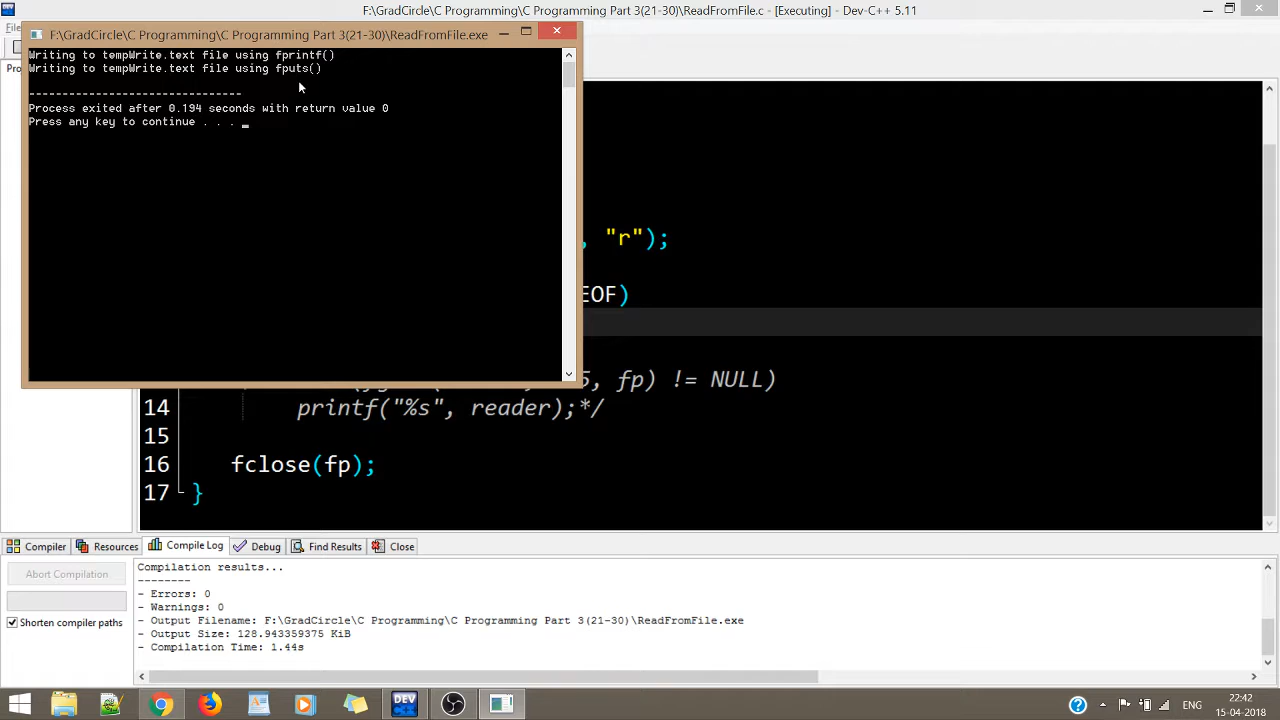 F:\GradCircle\C Programming\C Programming Part 3(21-30)\ReadFromFile.c - [Executing] - Dev-C++ 5.11
F:\GradCircle\C Programming\C Programming Part 3(21-30)\ReadFromFile.exe
Writing to tempWrite.text file using fprintf()
Writing to tempWrite.text file using fputs()
--------------------------------
Process exited after 0.194 seconds with return value 0
Press any key to continue . . . _
, "r");
EOF)
, fp) != NULL)
14 printf("%s", reader);*/
15
16 fclose(fp);
17 }
Compiler Resources Compile Log Debug Find Results Close
Abort Compilation
Shorten compiler paths
Compilation results...
--------
- Errors: 0
- Warnings: 0
- Output Filename: F:\GradCircle\C Programming\C Programming Part 3(21-30)\ReadFromFile.exe
- Output Size: 128.943359375 KiB
- Compilation Time: 1.44s
DEV C++
22:42
15-04-2018